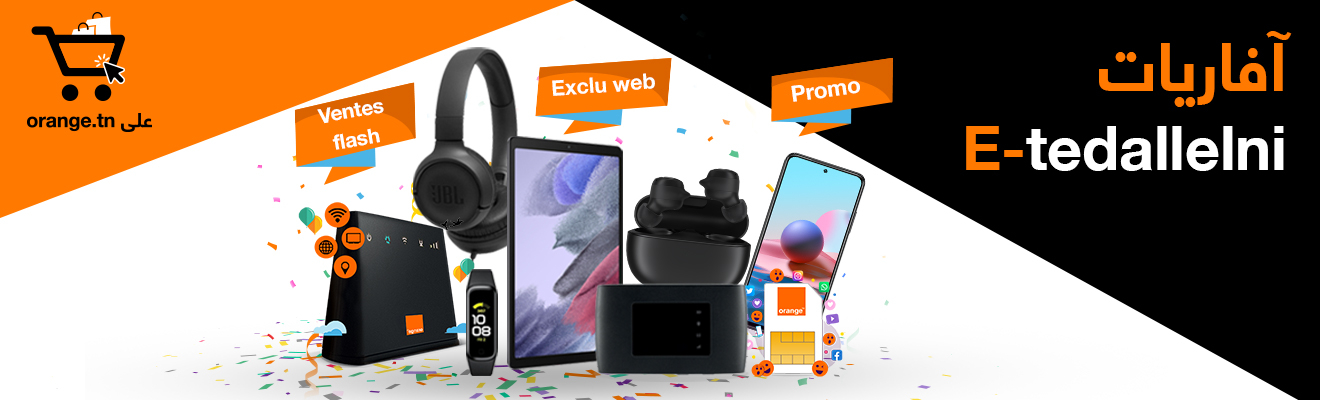 على orange.tn
Ventes
flash
Exclu web
Promo
آفاريات
E-tedallelni
JBL
10
08
orange